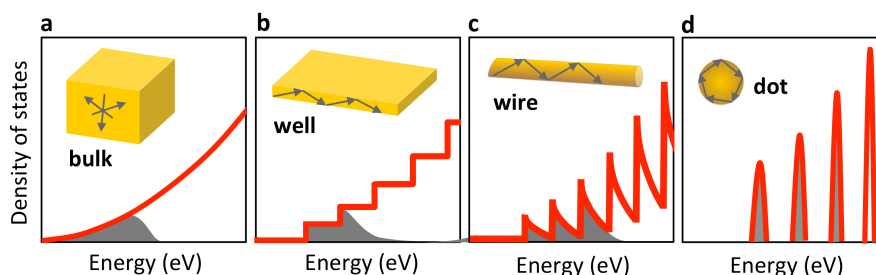 a
b
c
d
Density of states
bulk
well
wire
dot
Energy (eV)
Energy (eV)
Energy (eV)
Energy (eV)